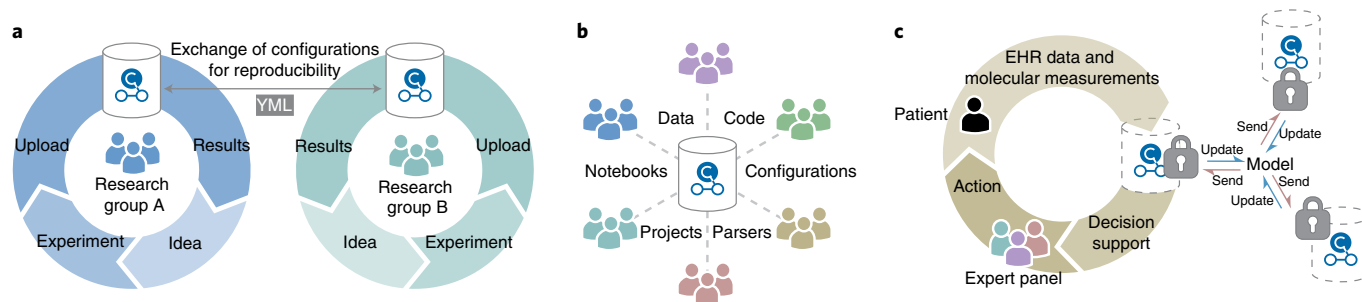 a
Exchange of configurations
for reproducibility
YML
Upload
Results
Research
group A
Experiment
Idea
Results
Upload
Research
group B
Idea
Experiment
b
Data
Code
Notebooks
Configurations
Projects
Parsers
c
EHR data and
molecular measurements
Patient
Action
Decision
support
Expert panel
Update
Send
Model
Send
Update
Send
Update
C
C
C
C
C
C